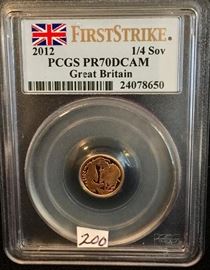 FIRSTSTRIKE®
2012 1/4 Sov
PCGS PR70DCAM
Great Britain
24078650
200